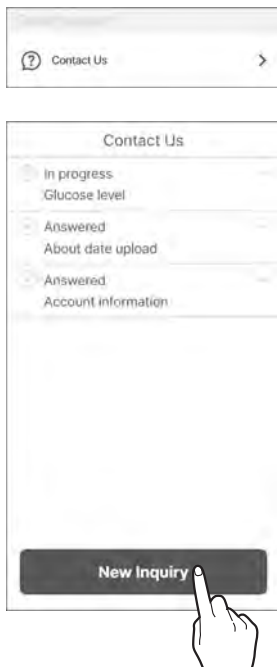 Contact Us
Contact Us
In progress
Glucose level
Answered
About date upload
Answered
Account information
New Inquiry